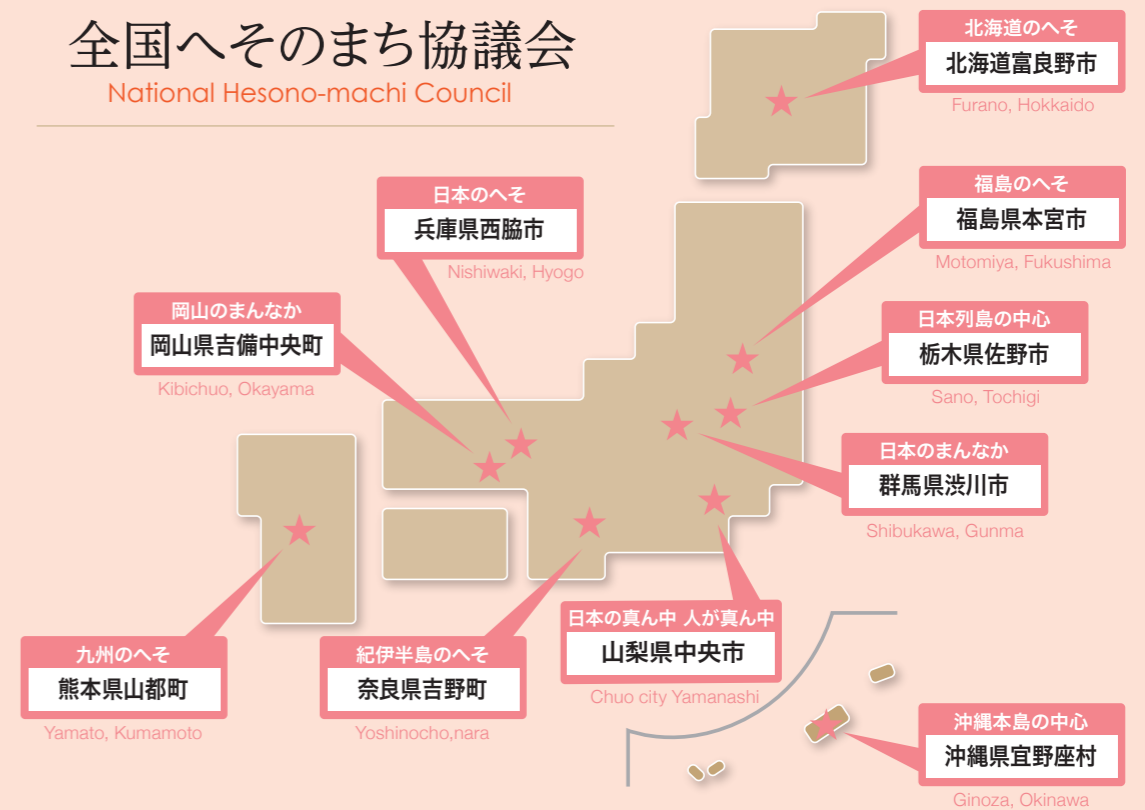 全国へそのまち協議会
National Hesono-machi Council
北海道のへそ
北海道富良野市
Furano, Hokkaido
福島のへそ
福島県本宮市
Motomiya, Fukushima
日本のへそ
兵庫県西脇市
Nishiwaki, Hyogo
岡山のまんなか
岡山県吉備中央町
Kibichuo, Okayama
日本列島の中心
栃木県佐野市
Sano, Tochigi
日本のまんなか
群馬県渋川市
Shibukawa, Gunma
九州のへそ
熊本県山都町
Yamato, Kumamoto
紀伊半島のへそ
奈良県吉野町
Yoshinocho,nara
日本の真ん中 人が真ん中
山梨県中央市
Chuo city Yamanashi
沖縄本島の中心
沖縄県宜野座村
Ginoza, Okinawa